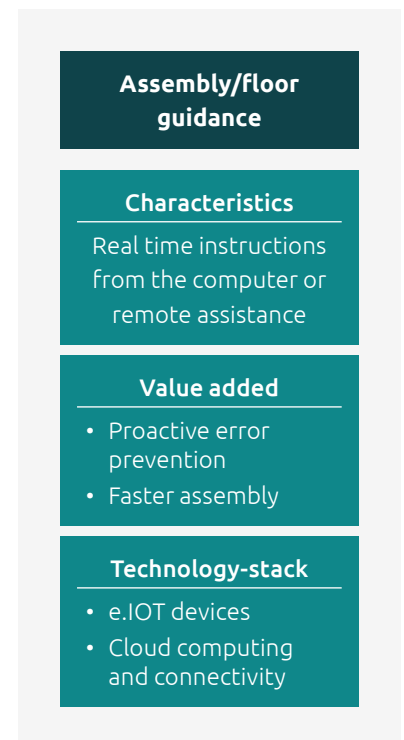 Assembly/floor
guidance
Characteristics
Real time instructions
from the computer or
remote assistance
Value added
• Proactive error
prevention
• Faster assembly
Technology-stack
• e.IOT devices
• Cloud computing
and connectivity